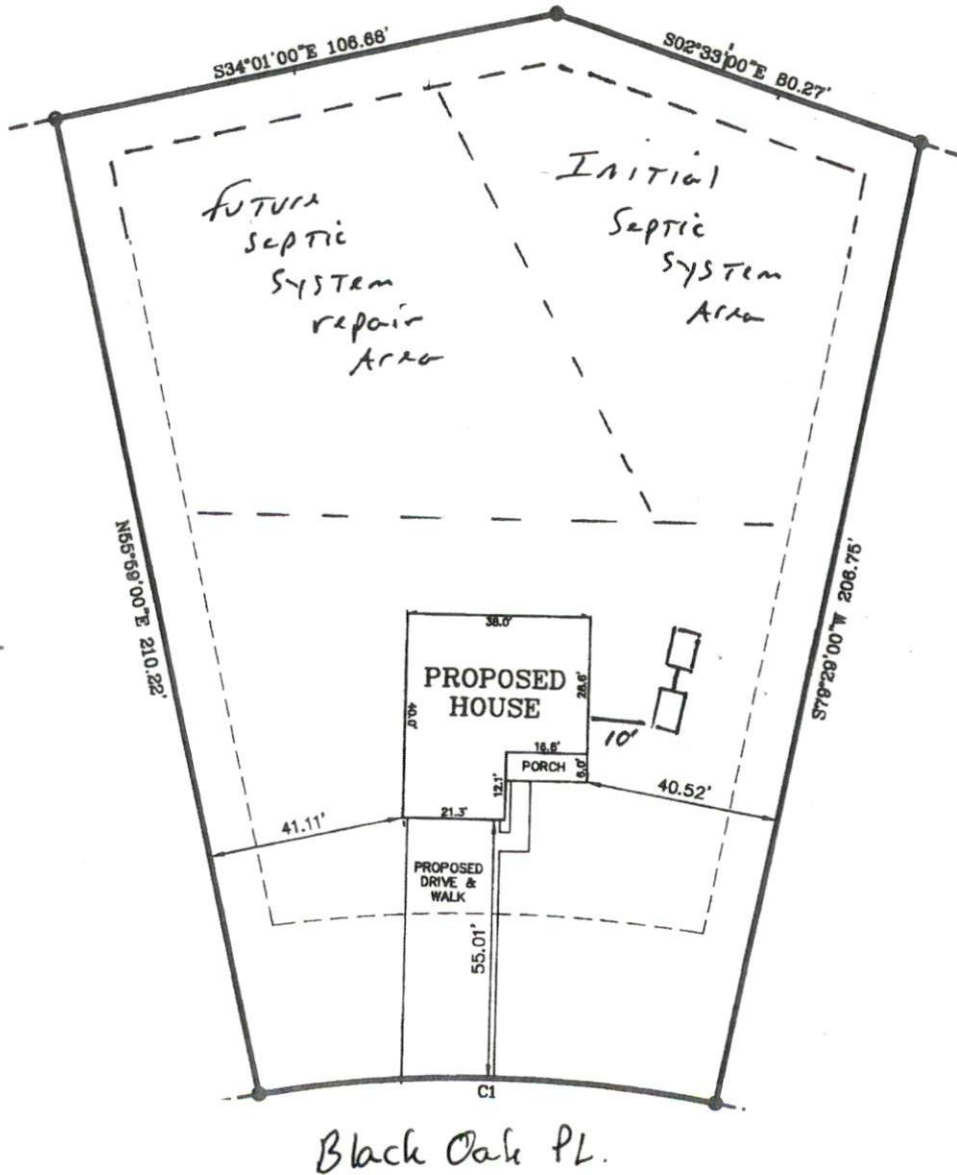 S34°01'00"E 106.68'
S02°33'00"E 80.27'
future
septic
system
repair
Area
Initial
Septic
system
Area
N55°59'00"E 210.22'
S79°29'00"W 206.75'
38.0'
PROPOSED
HOUSE
40.0'
28.6'
10'
16.6'
PORCH
6.0'
12.1'
21.3'
41.11'
40.52'
PROPOSED
DRIVE &
WALK
55.01'
C1
Black Oak PL.